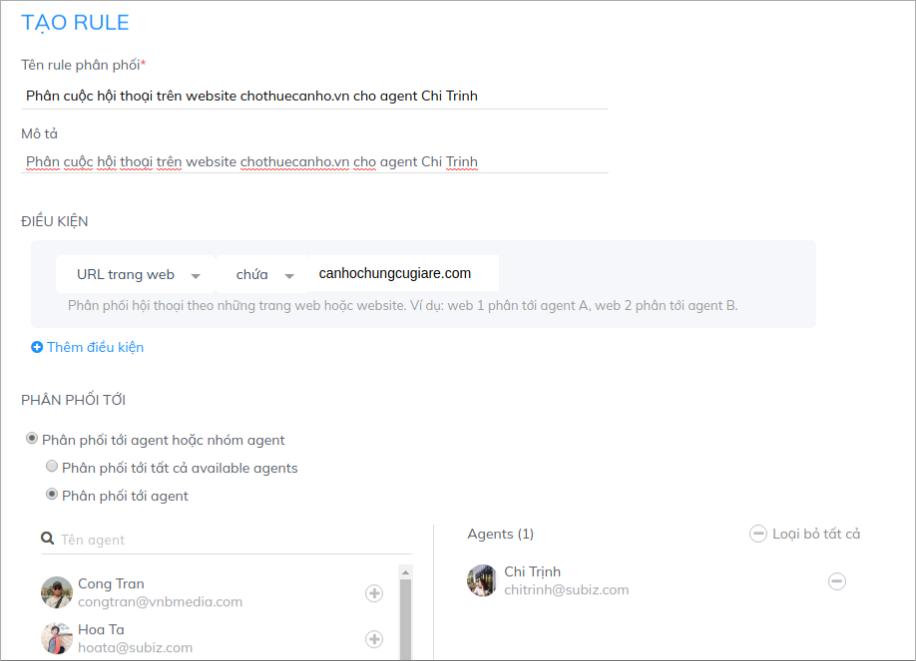 TẠO RULE
Tên rule phân phối*
Phân cuộc hội thoại trên website chothuecanho.vn cho agent Chi Trinh
Mô tả
Phân cuộc hội thoại trên website chothuecanho.vn cho agent Chi Trinh
ĐIỀU KIỆN
URL trang web chứa canhochungcugiare.com
Phân phối hội thoại theo những trang web hoặc website. Ví dụ: web 1 phân tới agent A, web 2 phân tới agent B.
Thêm điều kiện
PHÂN PHỐI TỚI
Phân phối tới agent hoặc nhóm agent
Phân phối tới tất cả available agents
Phân phối tới agent
Tên agent
Cong Tran
congtran@vnbmedia.com
Hoa Ta
hoata@subiz.com
Agents (1) Loại bỏ tất cả
Chi Trịnh
chitrinh@subiz.com